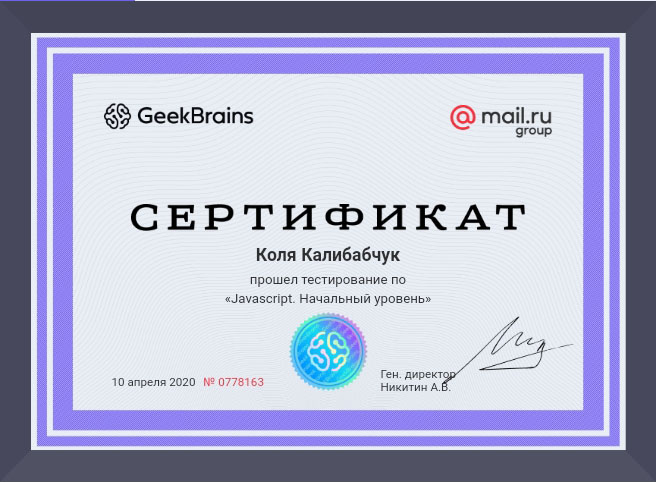 GeekBrains
@mail.ru
group
СЕРТИФИКАТ
Коля Калибабчук
прошел тестирование по
«Javascript. Начальный уровень»
10 апреля 2020 № 0778163
Ген. директор
Никитин А.В.